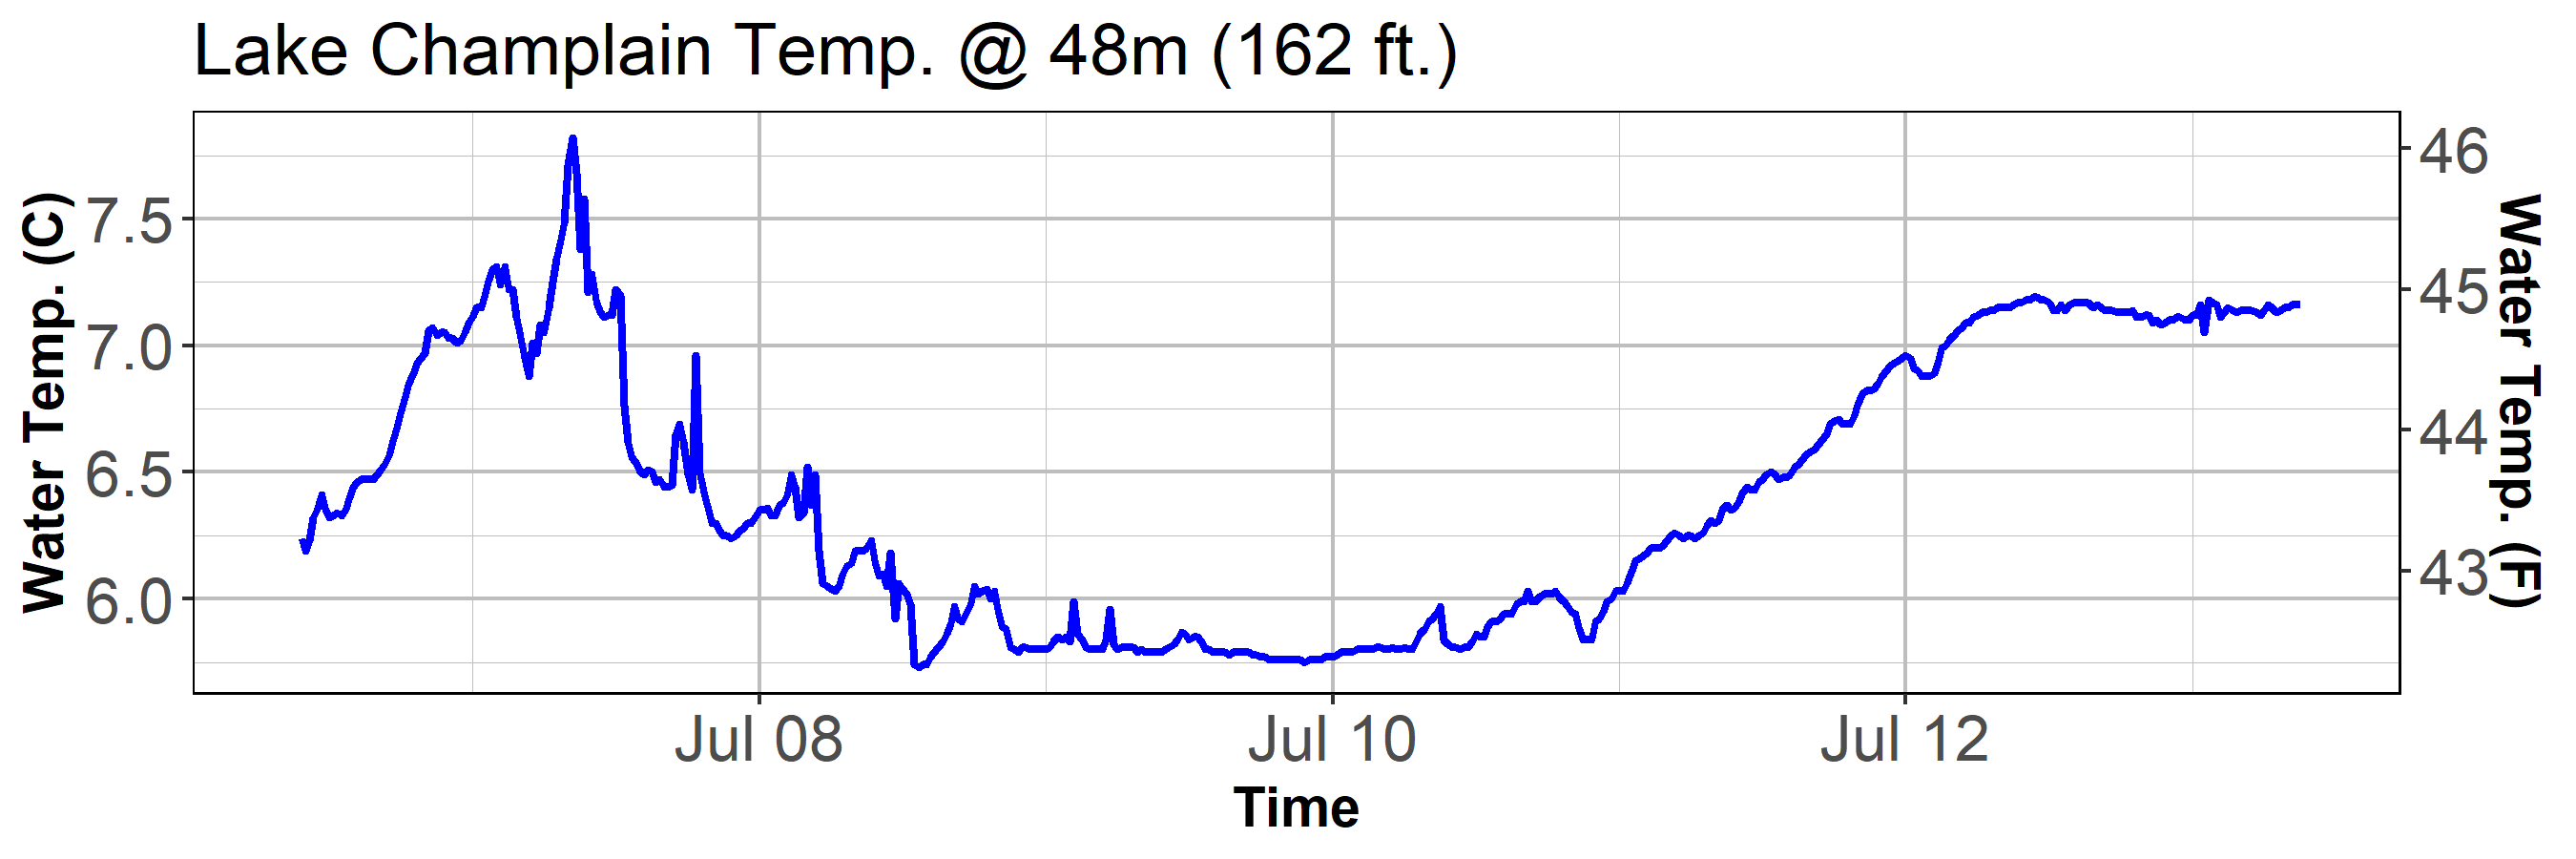 Lake Champlain Temp. @ 48m (162 ft.)
Water Temp. (C)
7.5
7.0
6.5
6.0
46
45
44
43
Water Temp. (F)
Jul 08
Jul 10
Jul 12
Time